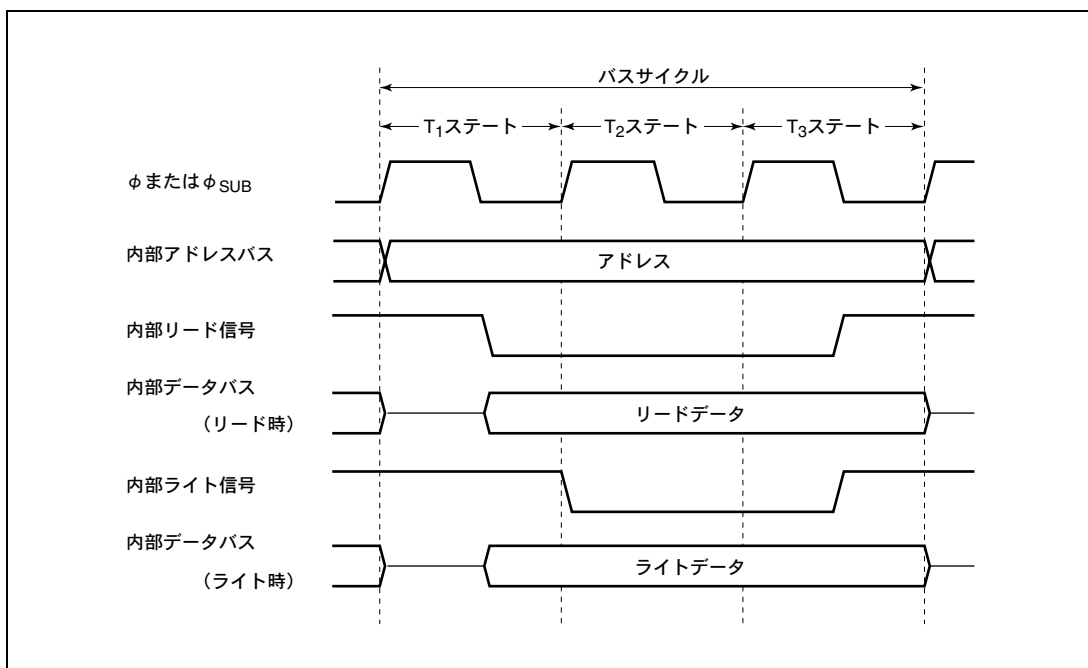 バスサイクル
T1ステート T2ステート T3ステート
φまたはφSUB
内部アドレスバス アドレス
内部リード信号
内部データバス
（リード時） リードデータ
内部ライト信号
内部データバス
（ライト時） ライトデータ